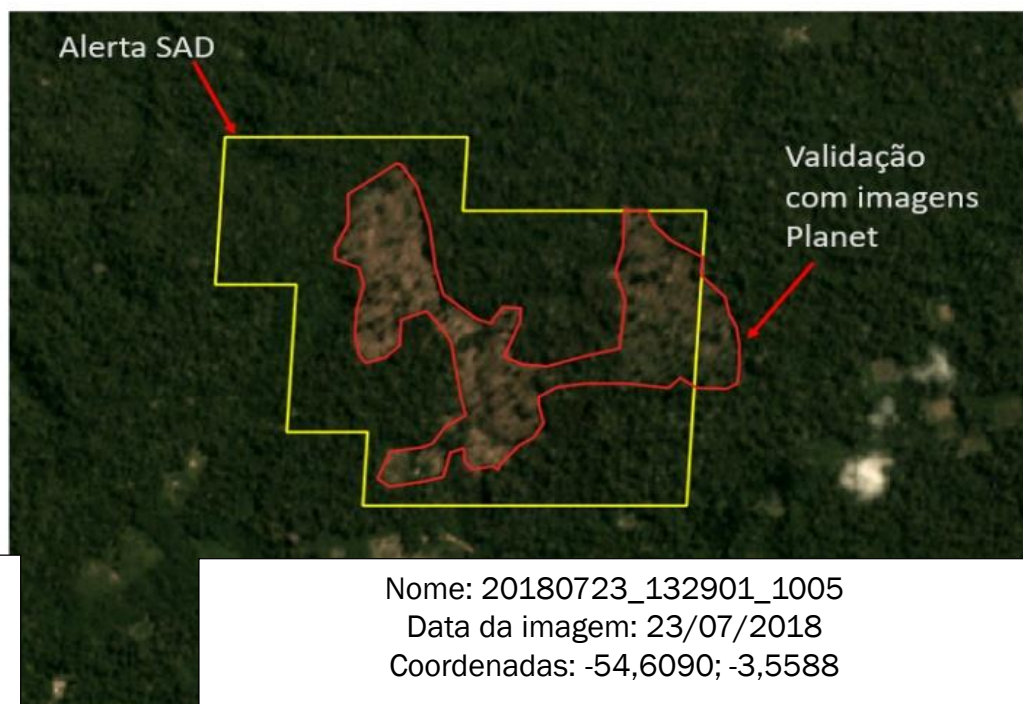 Alerta SAD
Validação
com imagens
Planet
Nome: 20180723_132901_1005
Data da imagem: 23/07/2018
Coordenadas: -54,6090; -3,5588